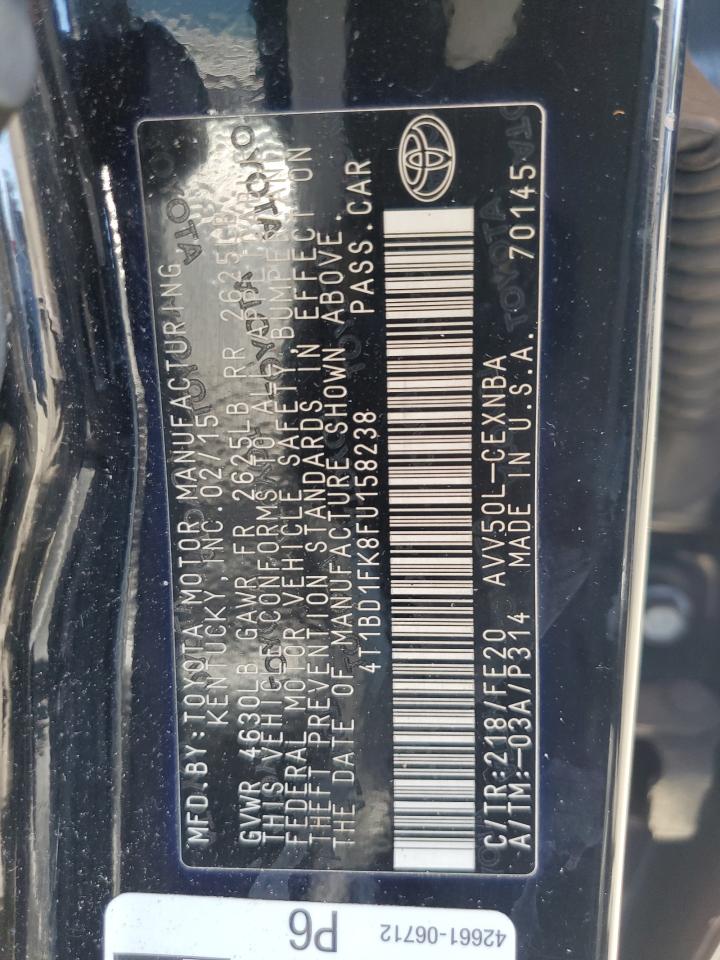 MFD.BY:TOYOTA MOTOR MANUFACTURING
KENTUCKY, INC. 02/15
GVWR 4630LB GAWR FR 2625LB RR 2625LB
THIS VEHICLE CONFORMS TO ALL APPLICABLE
FEDERAL MOTOR VEHICLE SAFETY BUMPER AND
THEFT PREVENTION STANDARDS IN EFFECT ON
THE DATE OF MANUFACTURE SHOWN ABOVE.
4T1BD1FK8FU158238 PASS.CAR
C/TR:218/FE20 AVV50L-CEXNBA
A/TM:-03A/P314 MADE IN U.S.A. 70145
P6
42661-06712